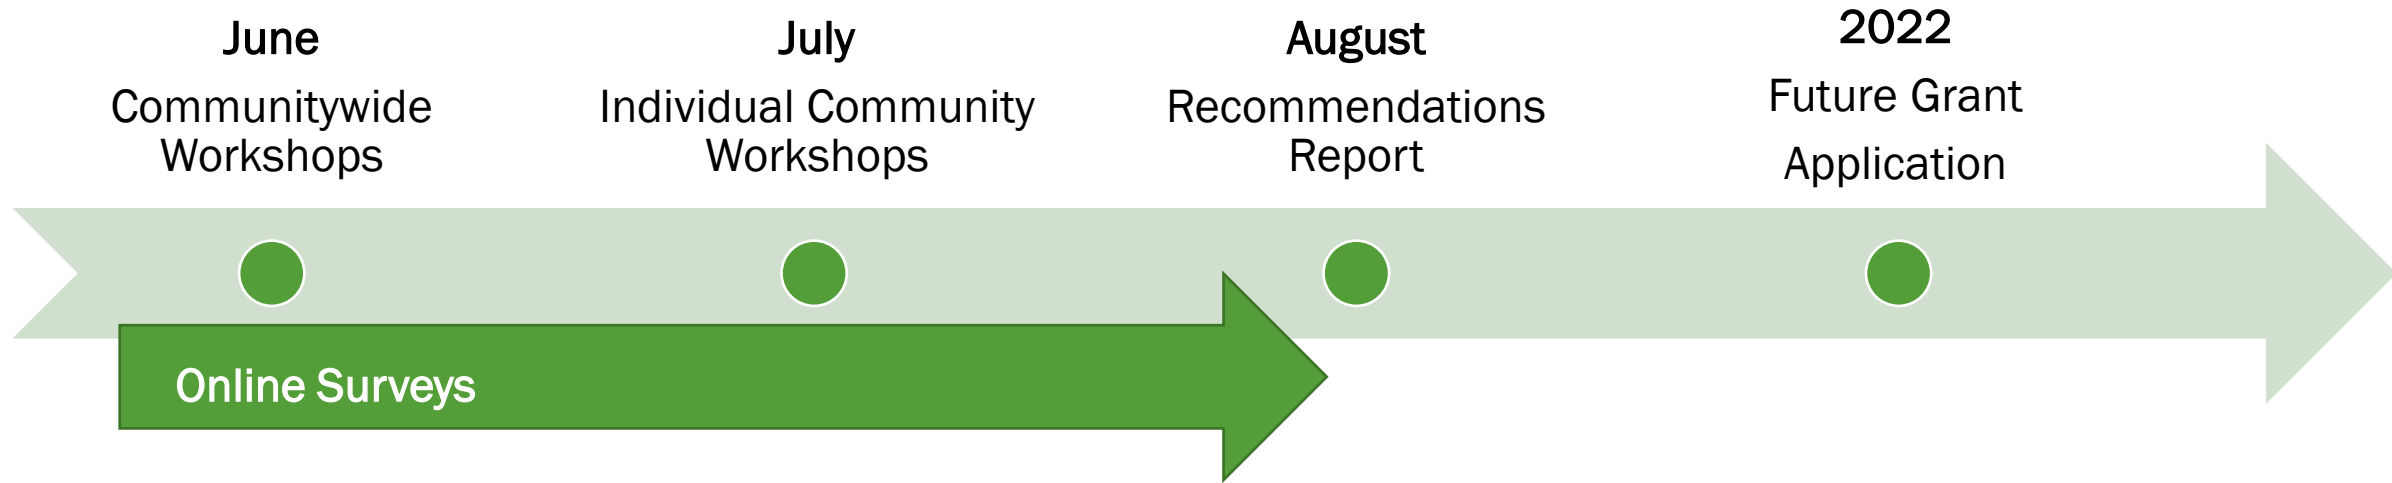 June
Communitywide
Workshops
July
Individual Community
Workshops
August
Recommendations
Report
2022
Future Grant
Application
Online Surveys